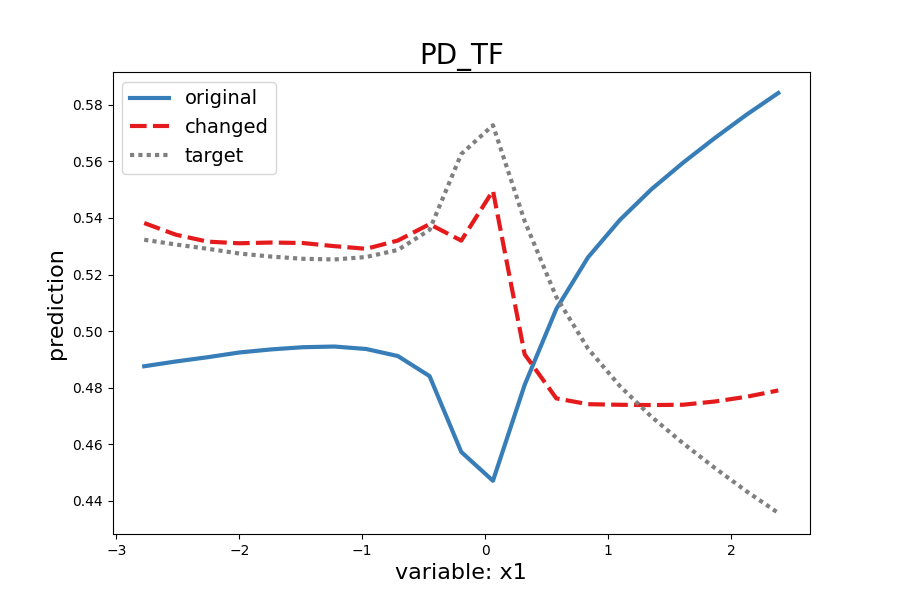 PD_TF
original
changed
target
prediction
0.58
0.56
0.54
0.52
0.50
0.48
0.46
0.44
−3 −2 −1 0 1 2
variable: x1